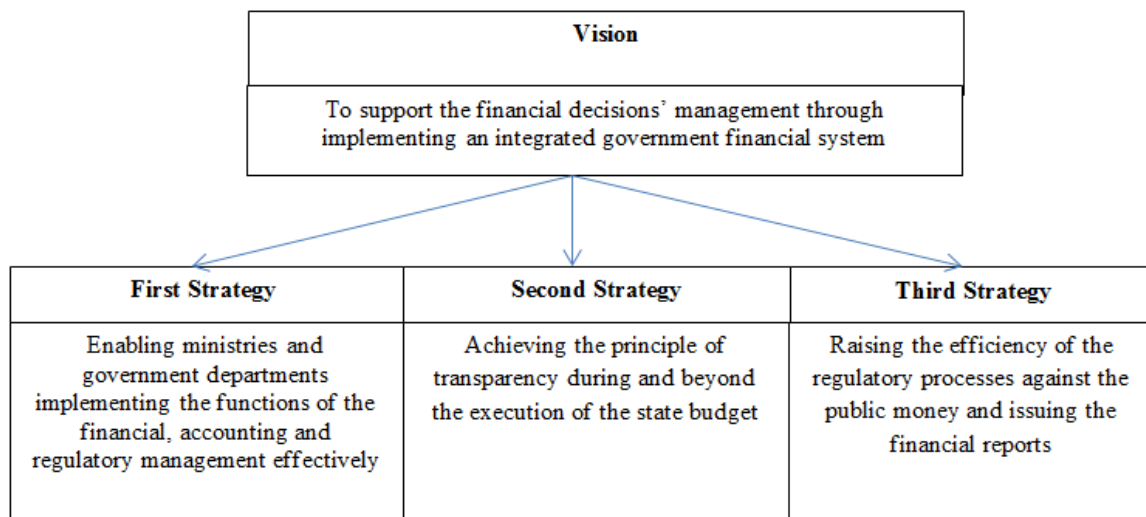 Vision
To support the financial decisions’ management through
implementing an integrated government financial system
First Strategy
Enabling ministries and
government departments
implementing the functions of the
financial, accounting and
regulatory management effectively
Second Strategy
Achieving the principle of
transparency during and beyond
the execution of the state budget
Third Strategy
Raising the efficiency of the
regulatory processes against the
public money and issuing the
financial reports